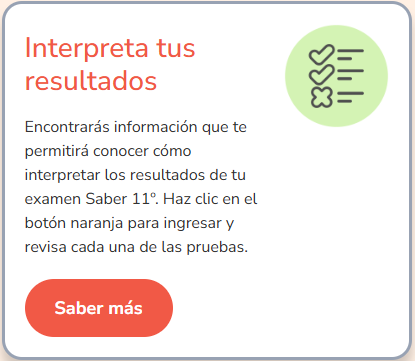 Interpreta tus
resultados
Encontrarás información que te
permitirá conocer cómo
interpretar los resultados de tu
examen Saber 11°. Haz clic en el
botón naranja para ingresar y
revisa cada una de las pruebas.
Saber más